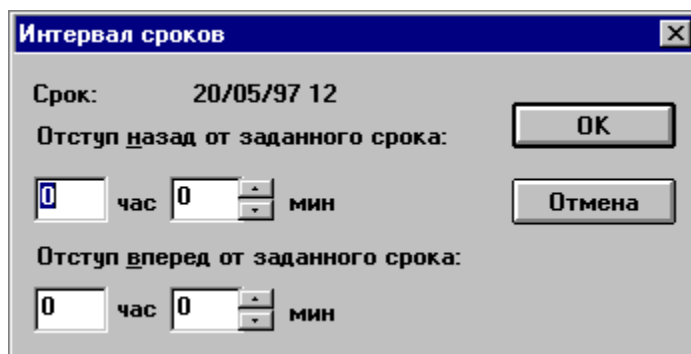 Интервал сроков
Срок: 20/05/97 12
Отступ назад от заданного срока:
OK
0 час 0 мин
Отмена
Отступ вперед от заданного срока:
0 час 0 мин